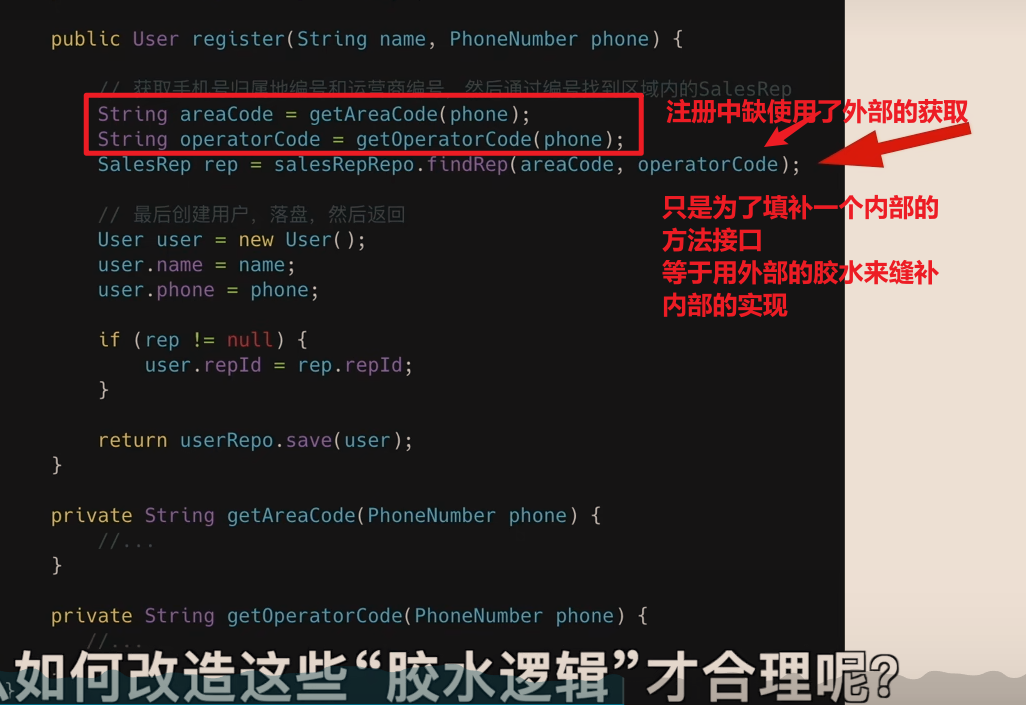 public User register(String name, PhoneNumber phone) {
// 获取手机号归属地编号和运营商编号，然后通过编号找到区域内的SalesRep
String areaCode = getAreaCode(phone);
String operatorCode = getOperatorCode(phone);
注册中缺使用了外部的获取
SalesRep rep = salesRepRepo.findRep(areaCode, operatorCode);
只是为了填补一个内部的
方法接口
等于用外部的胶水来缝补
内部的实现
// 最后创建用户，落盘，然后返回
User user = new User();
user.name = name;
user.phone = phone;
if (rep != null) {
user.repId = rep.repId;
}
return userRepo.save(user);
}
private String getAreaCode(PhoneNumber phone) {
//...
}
private String getOperatorCode(PhoneNumber phone) {
//...
如何改造这些“胶水逻辑”才合理呢?
}